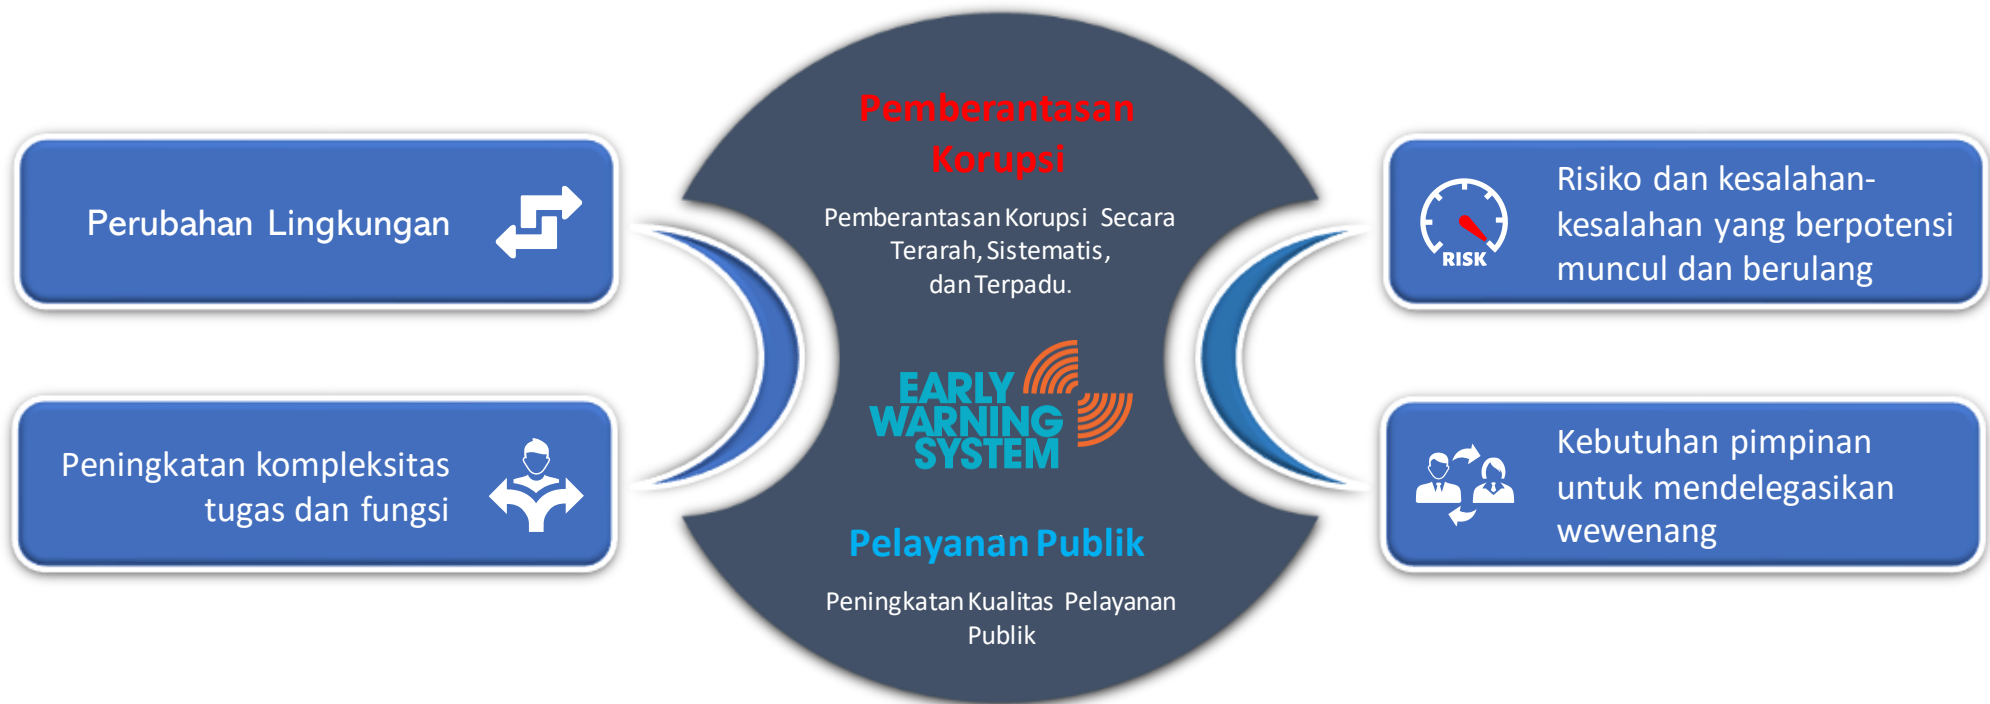 Perubahan Lingkungan
Peningkatan kompleksitas
tugas dan fungsi
Pemberantasan
Korupsi
Pemberantasan Korupsi Secara
Terarah, Sistematis,
dan Terpadu.
EARLY
WARNING
SYSTEM
Pelayanan Publik
Peningkatan Kualitas Pelayanan
Publik
RISK
Risiko dan kesalahan-
kesalahan yang berpotensi
muncul dan berulang
Kebutuhan pimpinan
untuk mendelegasikan
wewenang